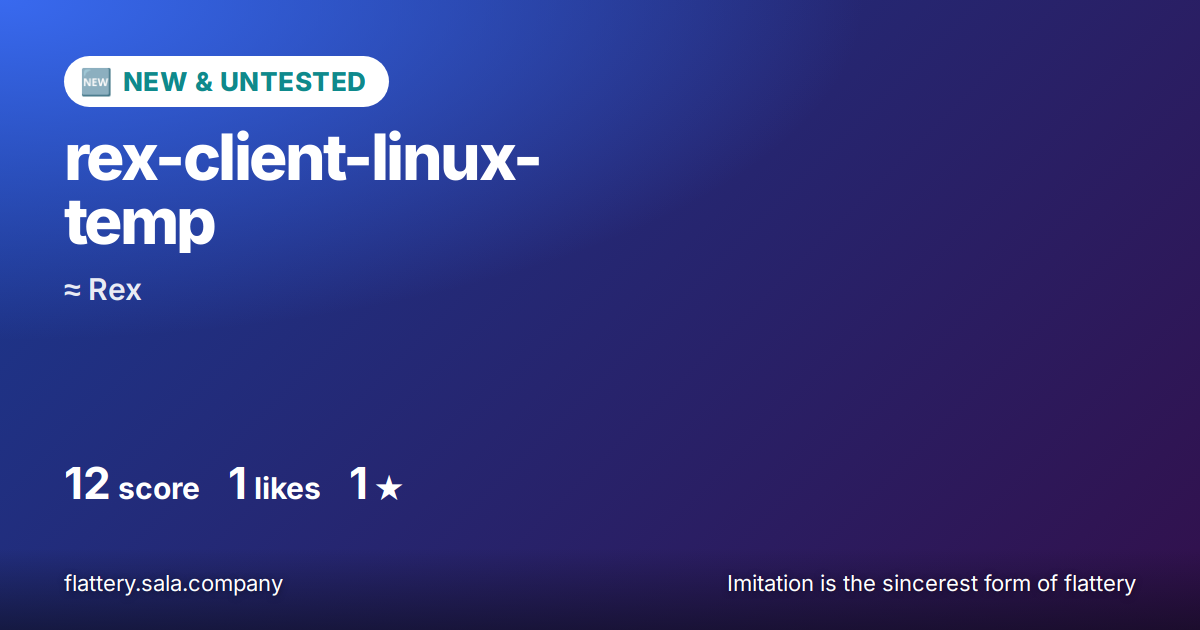 🆕 NEW & UNTESTED
rex-client-linux-
temp
≈ Rex
12 score 1 likes 1 ★
flattery.sala.company
Imitation is the sincerest form of flattery